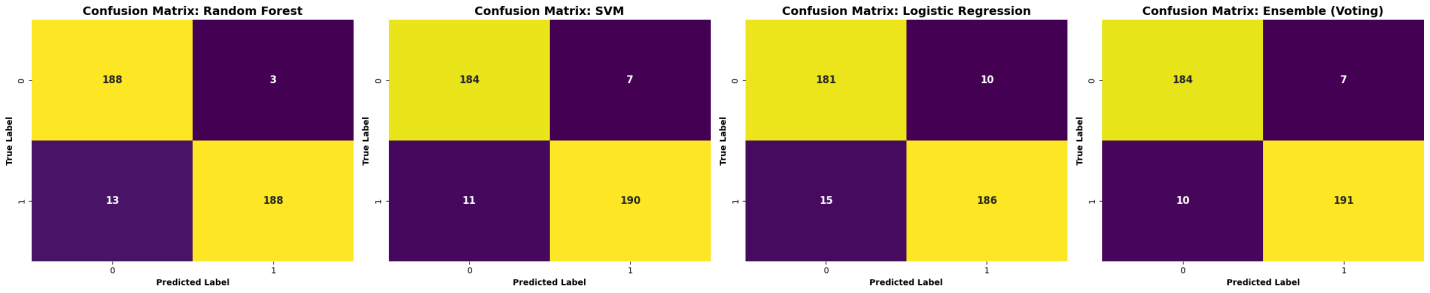 Confusion Matrix: Random Forest
True Label
0
1
188
3
13
188
0
1
Predicted Label
Confusion Matrix: SVM
True Label
0
1
184
7
11
190
0
1
Predicted Label
Confusion Matrix: Logistic Regression
True Label
0
1
181
10
15
186
0
1
Predicted Label
Confusion Matrix: Ensemble (Voting)
True Label
0
1
184
7
10
191
0
1
Predicted Label